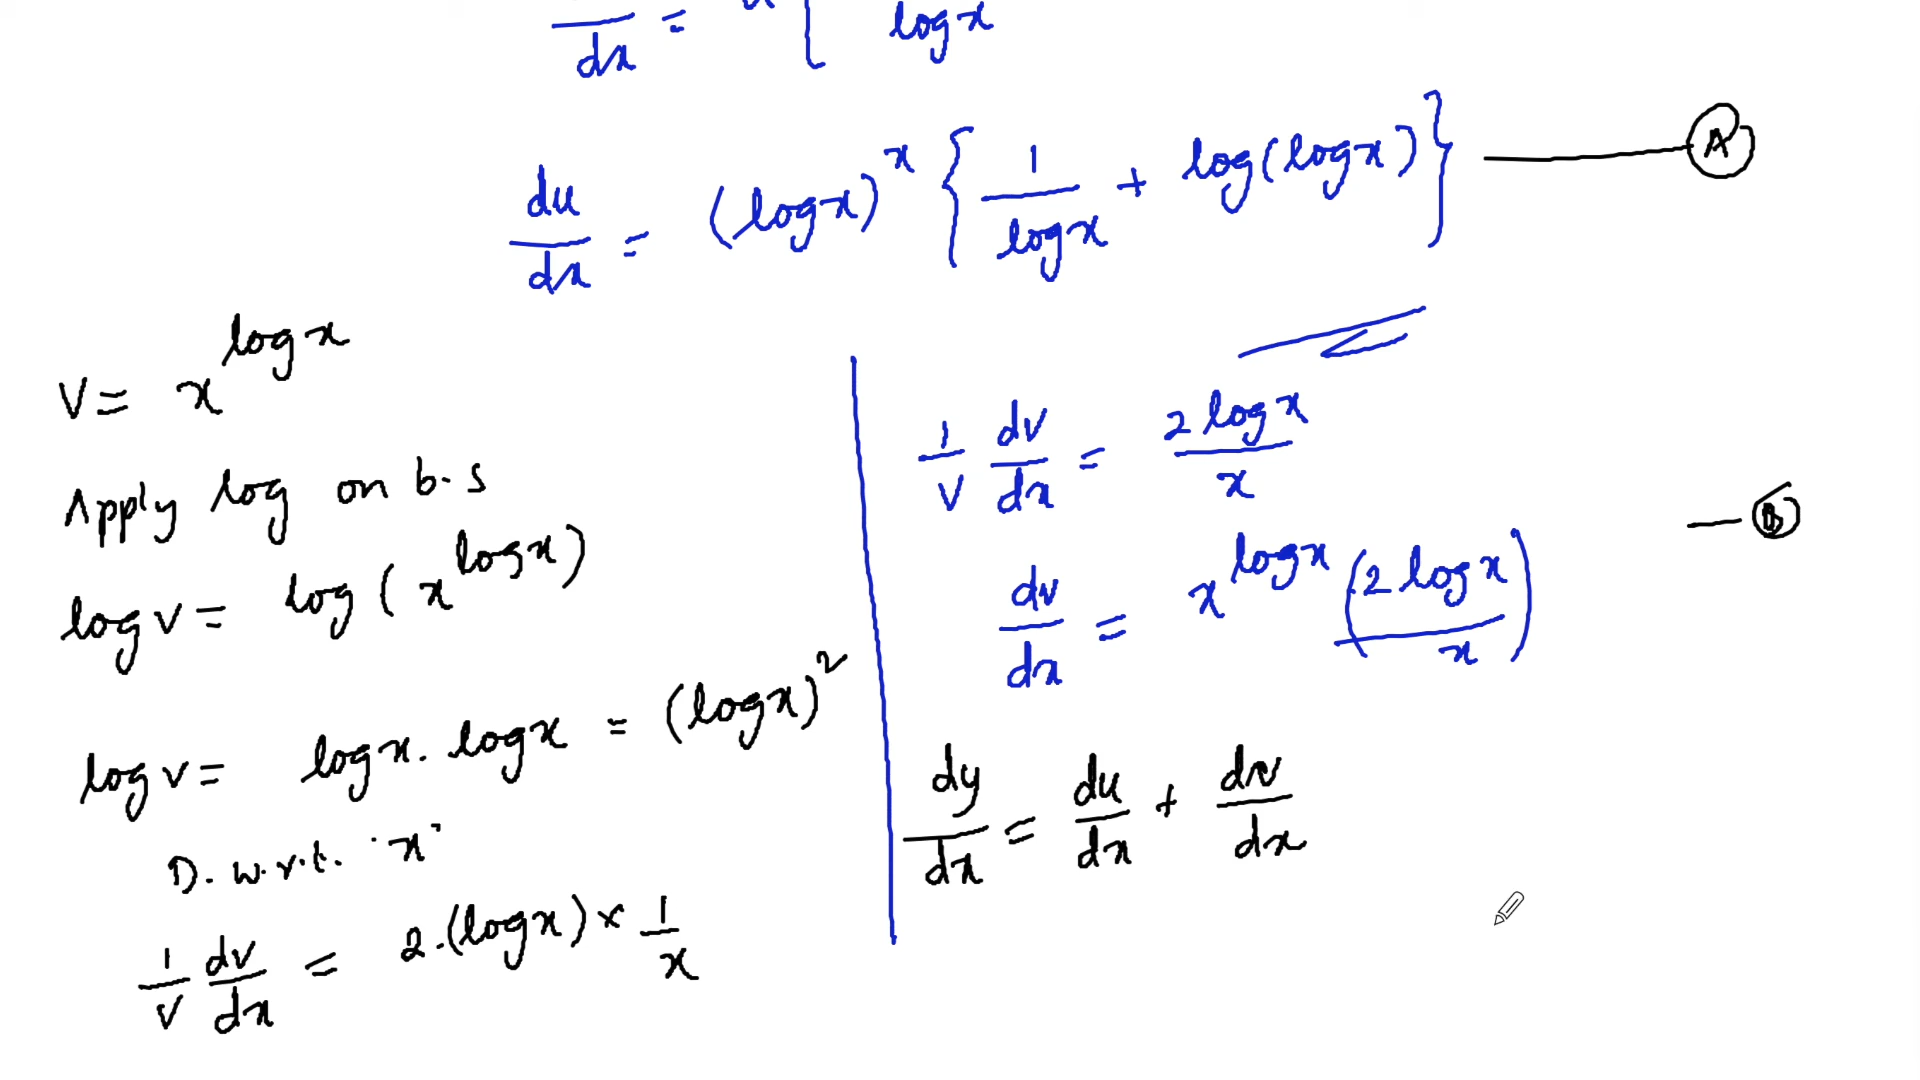 /dx = [ log x
du/dx = (log x)^x { 1/log x + log(log x) } — A
V = x^log x
Apply log on b.s
log v = log ( x^log x )
log v = log x . log x = (log x)^2
D. w.r.t. 'x'
1/v dv/dx = 2.(log x) × 1/x
1/v dv/dx = 2 log x / x
dv/dx = x^log x (2 log x / x) — B
dy/dx = du/dx + dv/dx